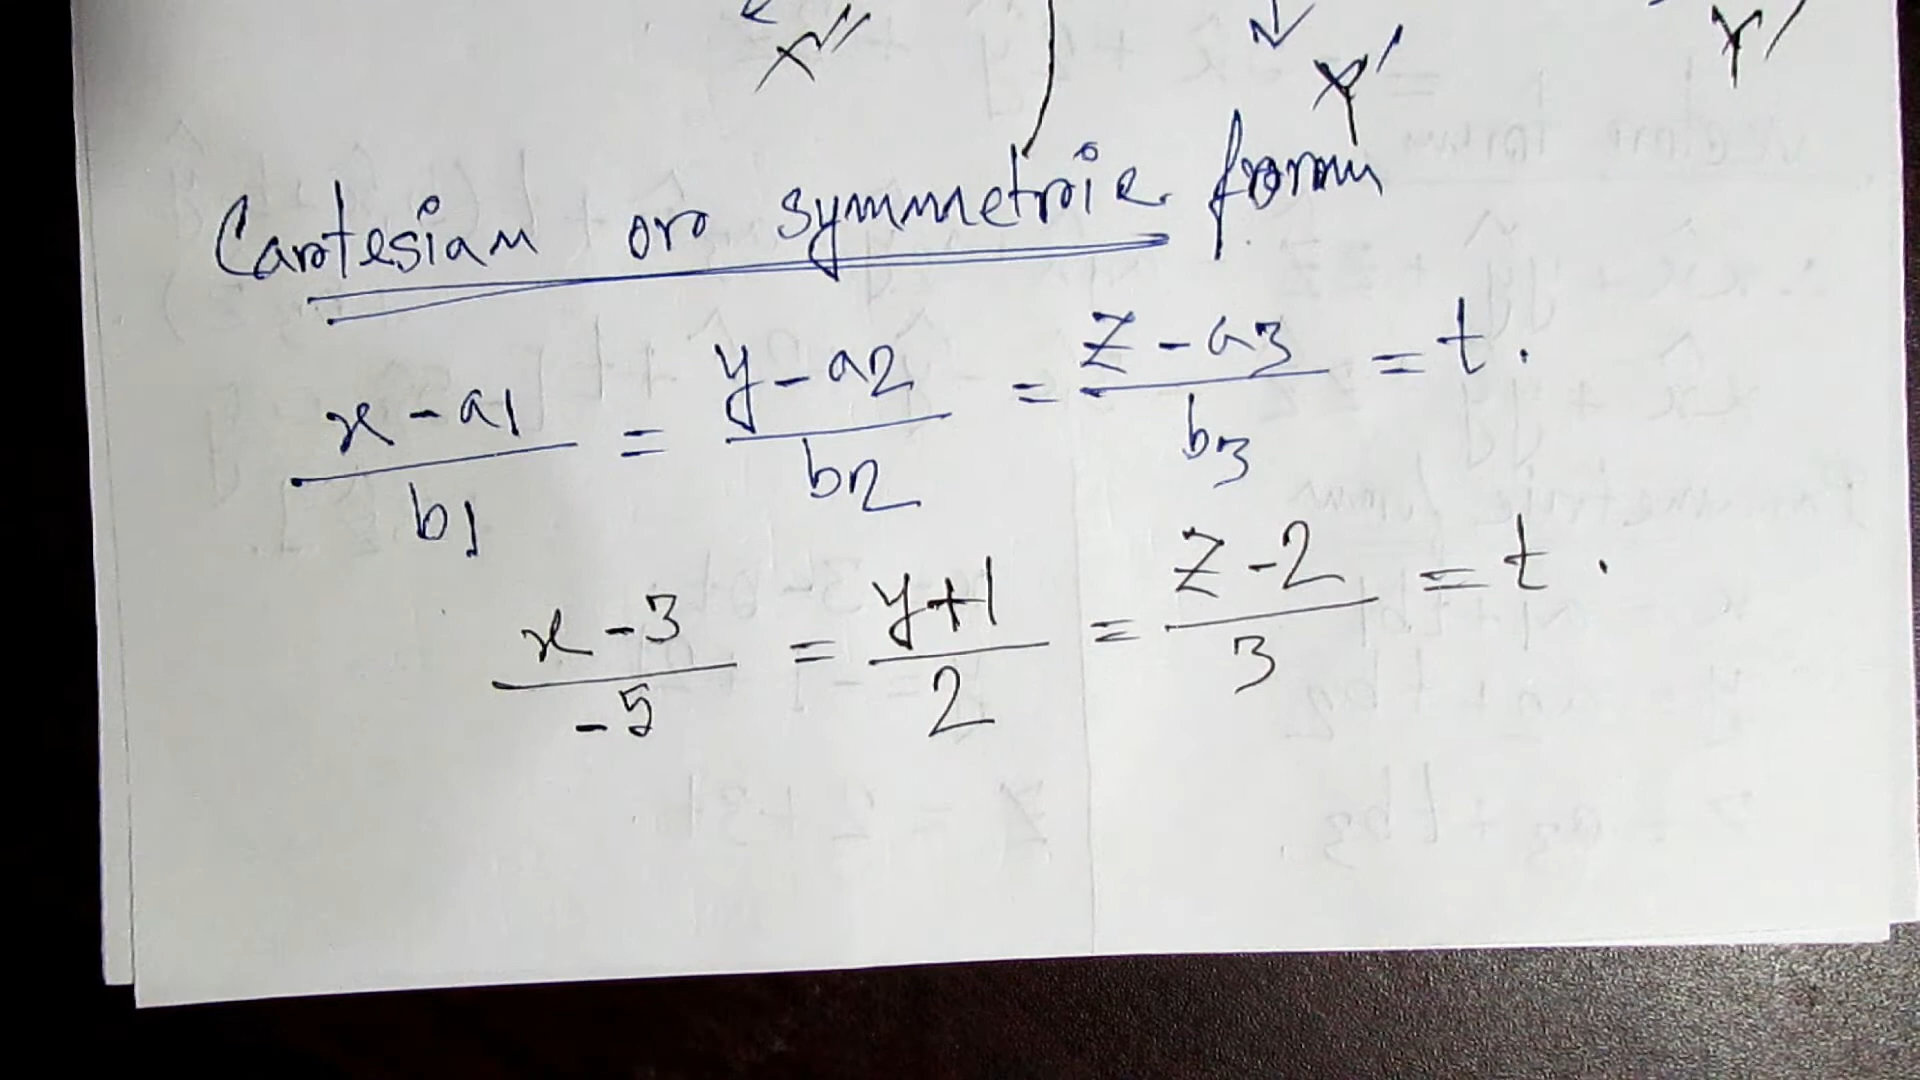 X' Y' Y'
Cartesian or symmetric form
x-a1/b1 = y-a2/b2 = z-a3/b3 = t.
x-3/-5 = y+1/2 = z-2/3 = t.